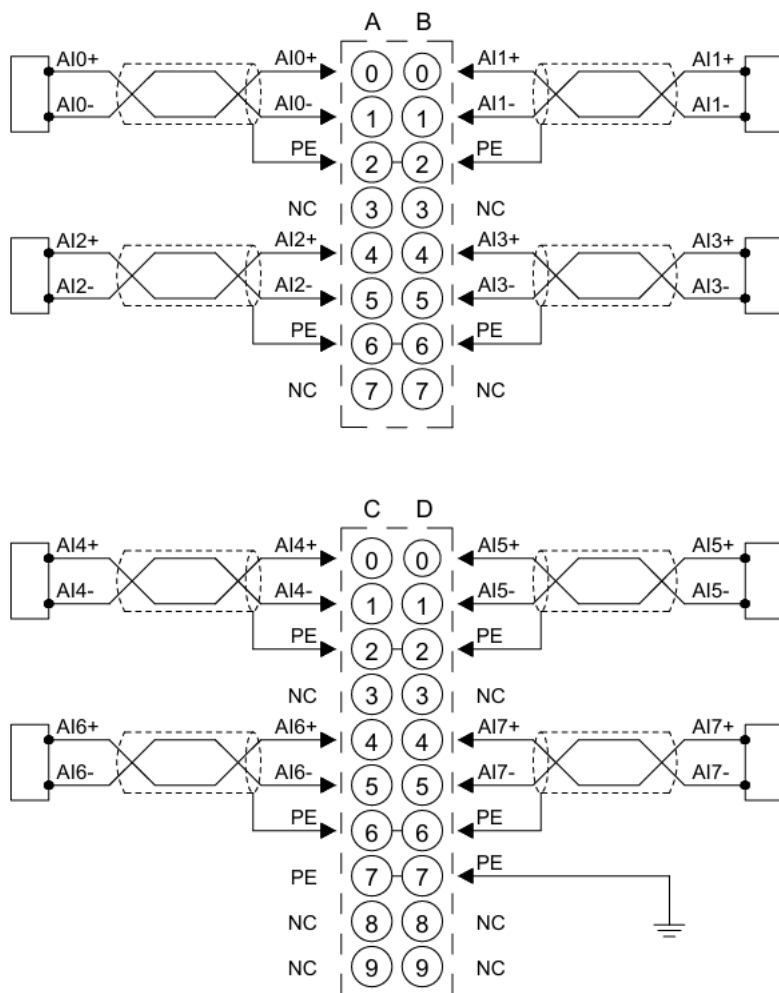 A B
AI0+ AI0+ 0 0 AI1+ AI1+
AI0- AI0- 1 1 AI1- AI1-
PE 2 2 PE
NC 3 3 NC
AI2+ AI2+ 4 4 AI3+ AI3+
AI2- AI2- 5 5 AI3- AI3-
PE 6 6 PE
NC 7 7 NC
C D
AI4+ AI4+ 0 0 AI5+ AI5+
AI4- AI4- 1 1 AI5- AI5-
PE 2 2 PE
NC 3 3 NC
AI6+ AI6+ 4 4 AI7+ AI7+
AI6- AI6- 5 5 AI7- AI7-
PE 6 6 PE
PE 7 7 PE
NC 8 8 NC
NC 9 9 NC